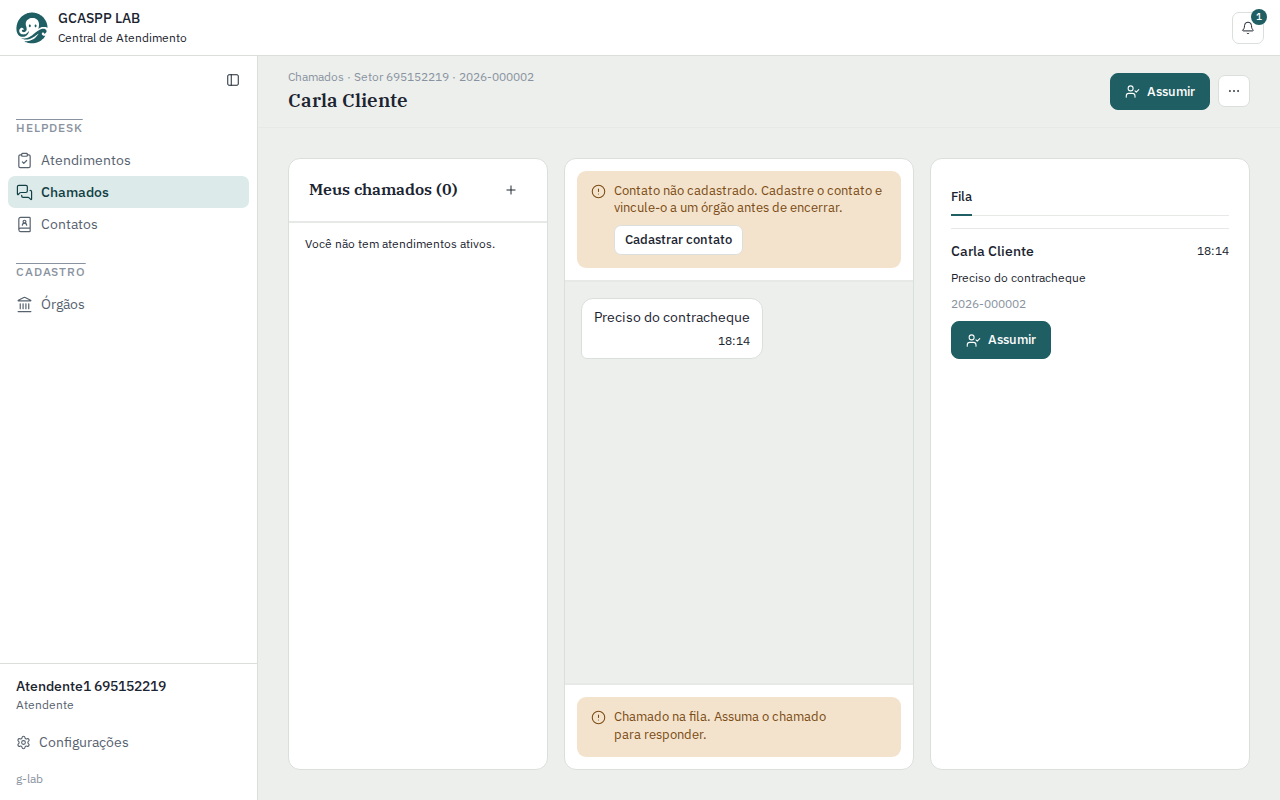 GCASPP LAB
Central de Atendimento
1
HELPDESK
Atendimentos
Chamados
Contatos
CADASTRO
Órgãos
Atendente1 695152219
Atendente
Configurações
g-lab
Chamados · Setor 695152219 · 2026-000002
Carla Cliente
Assumir
Meus chamados (0)
Você não tem atendimentos ativos.
Contato não cadastrado. Cadastre o contato e
vincule-o a um órgão antes de encerrar.
Cadastrar contato
Preciso do contracheque
18:14
Chamado na fila. Assuma o chamado
para responder.
Fila
Carla Cliente 18:14
Preciso do contracheque
2026-000002
Assumir